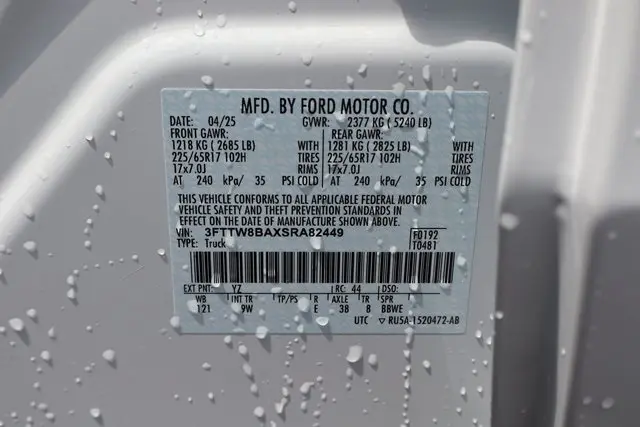 MFD. BY FORD MOTOR CO.
DATE: 04/25 GVWR: 2377 KG ( 5240 LB)
FRONT GAWR: REAR GAWR:
1218 KG ( 2685 LB) WITH 1281 KG ( 2825 LB) WITH
225/65R17 102H TIRES 225/65R17 102H TIRES
17x7.0J RIMS 17x7.0J RIMS
AT 240 kPa/ 35 PSI COLD AT 240 kPa/ 35 PSI COLD
THIS VEHICLE CONFORMS TO ALL APPLICABLE FEDERAL MOTOR
VEHICLE SAFETY AND THEFT PREVENTION STANDARDS IN
EFFECT ON THE DATE OF MANUFACTURE SHOWN ABOVE.
VIN: 3FTTW8BAXSRA82449 F0192
TYPE: Truck T0481
EXT PNT: YZ RC: 44 DSO:
WB INT TR TP/PS R AXLE TR SPR
121 9W E 38 8 BBWE
UTC ▽ RU5A-1520472-AB